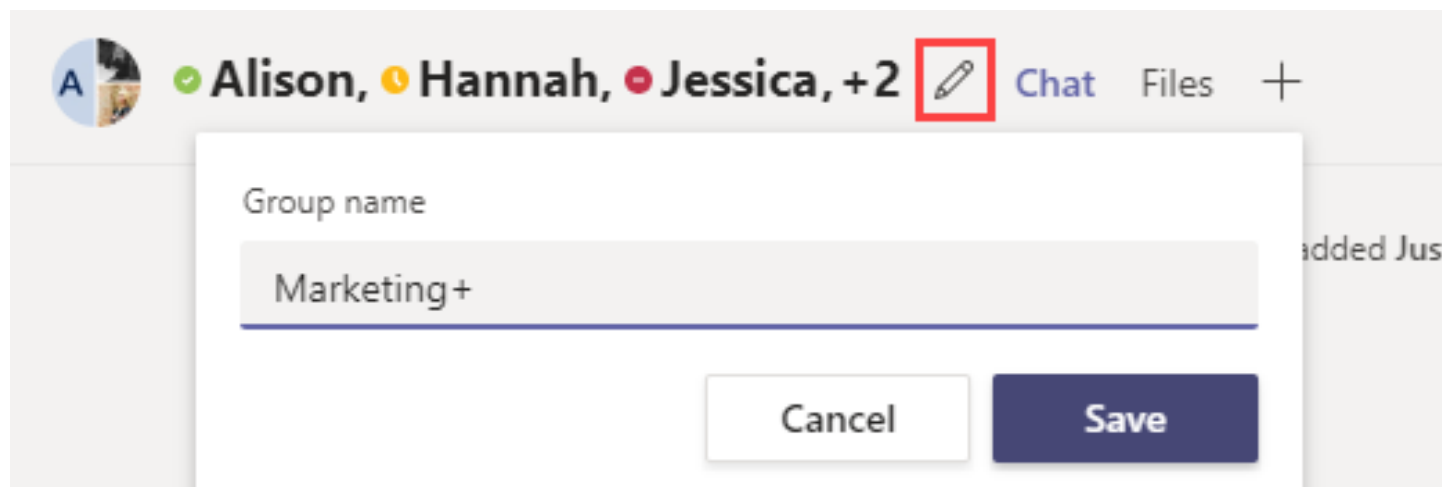 A Alison, Hannah, Jessica, +2 Chat Files
Group name
added Jus
Marketing+
Cancel Save